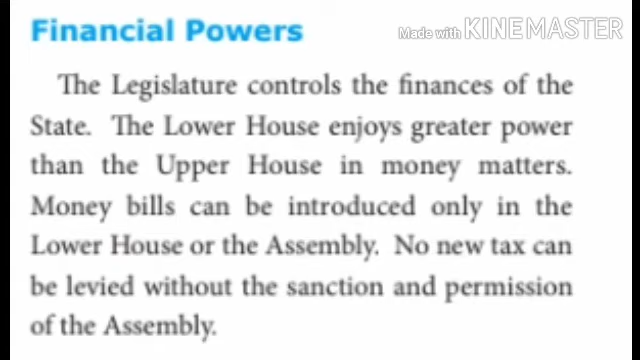 Financial Powers
Made with KINEMASTER
The Legislature controls the finances of the
State. The Lower House enjoys greater power
than the Upper House in money matters.
Money bills can be introduced only in the
Lower House or the Assembly. No new tax can
be levied without the sanction and permission
of the Assembly.